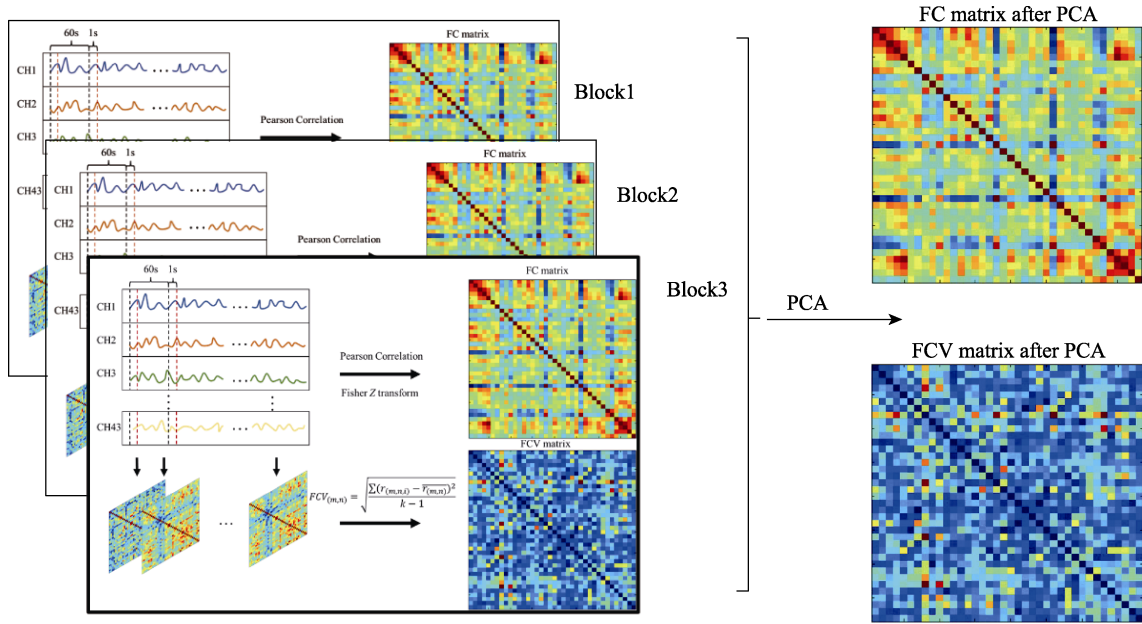 FC matrix
60s 1s
CH1
CH2
CH3
Pearson Correlation
Block1
FC matrix
60s 1s
CH43
CH1
CH2
CH3
Pearson Correlation
Block2
FC matrix
60s 1s
CH43
CH1
CH2
CH3
CH43
Pearson Correlation
Fisher Z transform
Block3
FCV matrix
FCV(m,n) = √(∑(r(m,n,i) − r̅(m,n))² / (k − 1))
PCA
FC matrix after PCA
FCV matrix after PCA